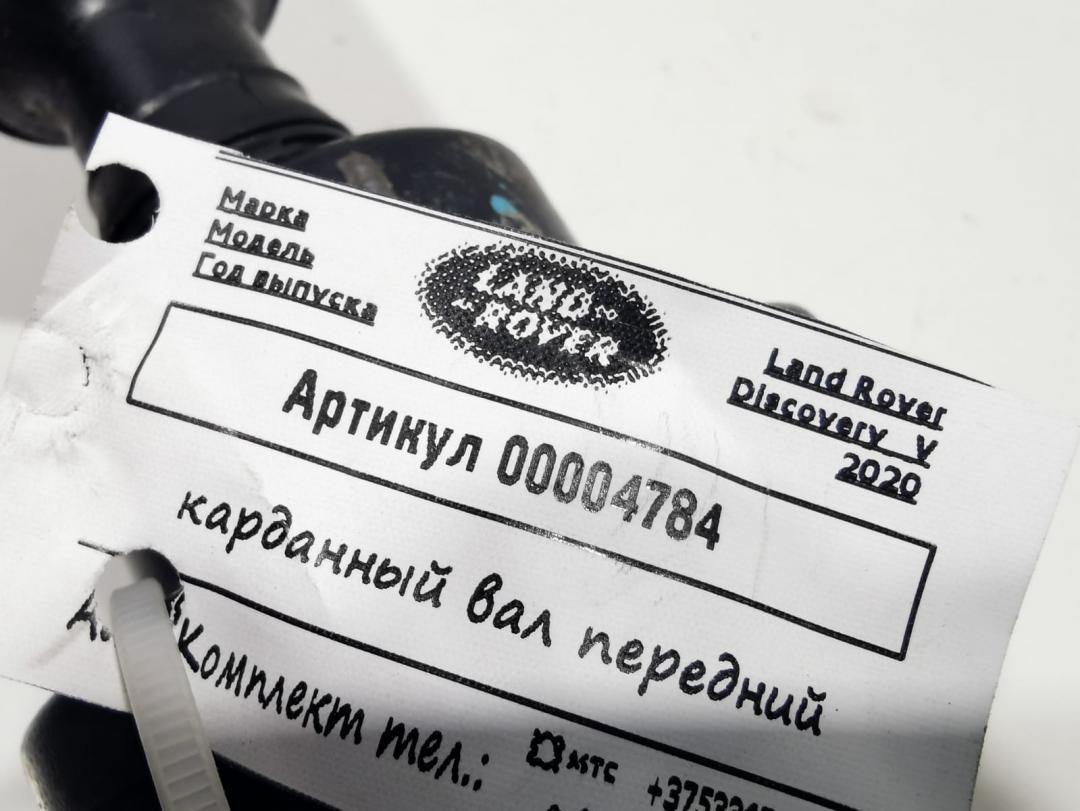 Марка
Модель
Год выпуска
LAND-
-ROVER
Land Rover
Discovery V
2020
Артикул 00004784
карданный вал передний
"Комплект тел.:
МТС